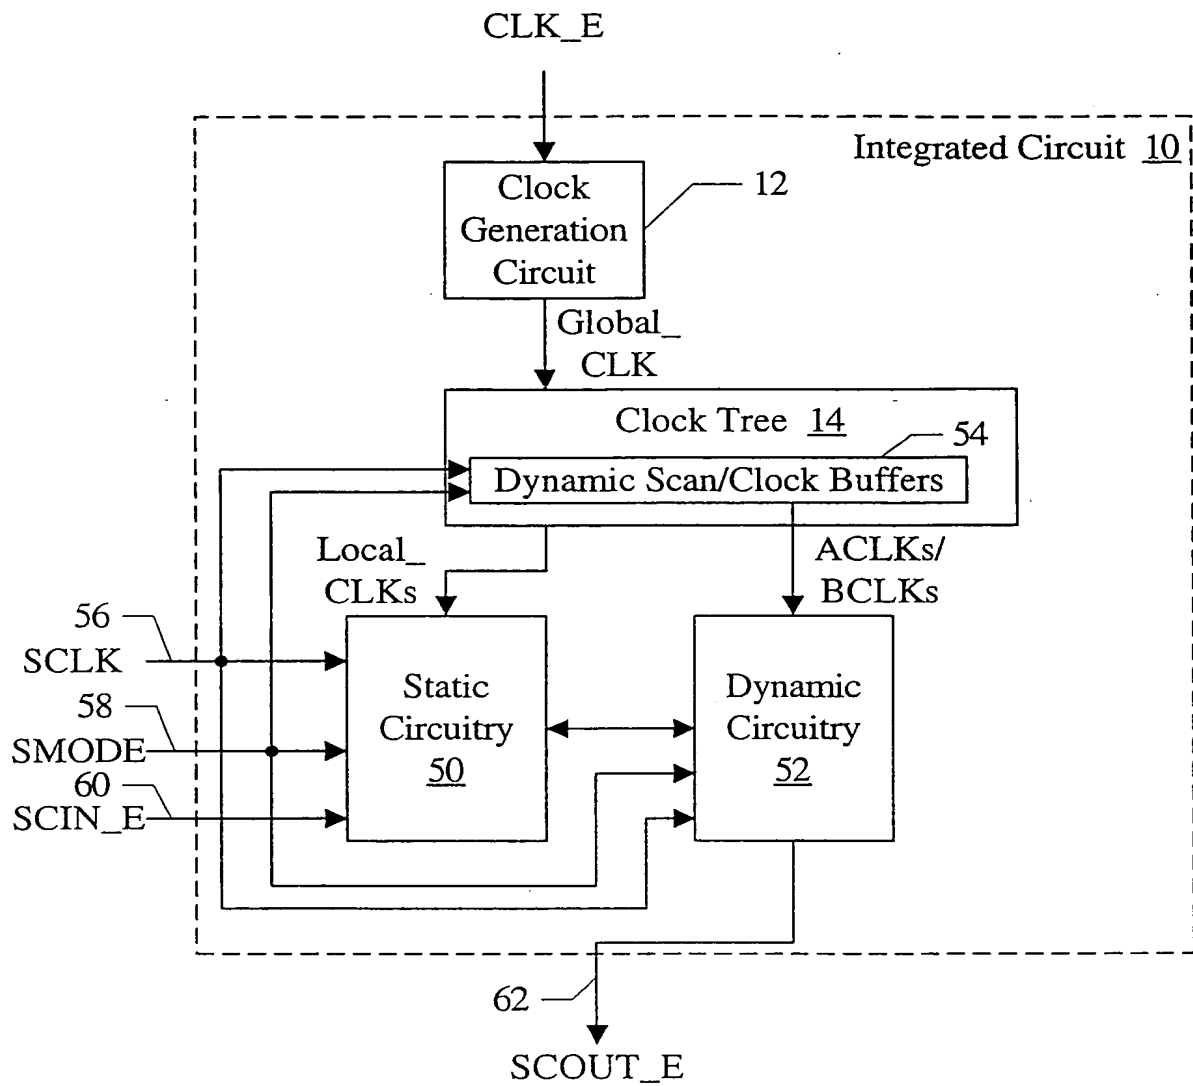 CLK_E
Integrated Circuit 10
Clock
Generation
Circuit
12
Global_
CLK
Clock Tree 14
54
Dynamic Scan/Clock Buffers
Local_
CLKs
ACLKs/
BCLKs
56
SCLK
58
SMODE
60
SCIN_E
Static
Circuitry
50
Dynamic
Circuitry
52
62
SCOUT_E